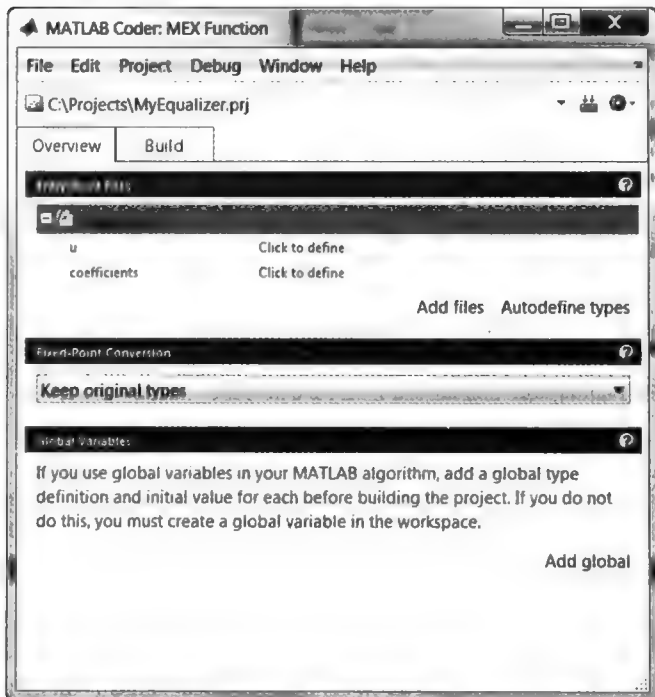 MATLAB Coder: MEX Function
File Edit Project Debug Window Help
C:\Projects\MyEqualizer.prj
Overview Build
u Click to define
coefficients Click to define
Add files Autodefine types
Fixed-Point Conversion
Keep original types
Global Variables
If you use global variables in your MATLAB algorithm, add a global type
definition and initial value for each before building the project. If you do not
do this, you must create a global variable in the workspace.
Add global